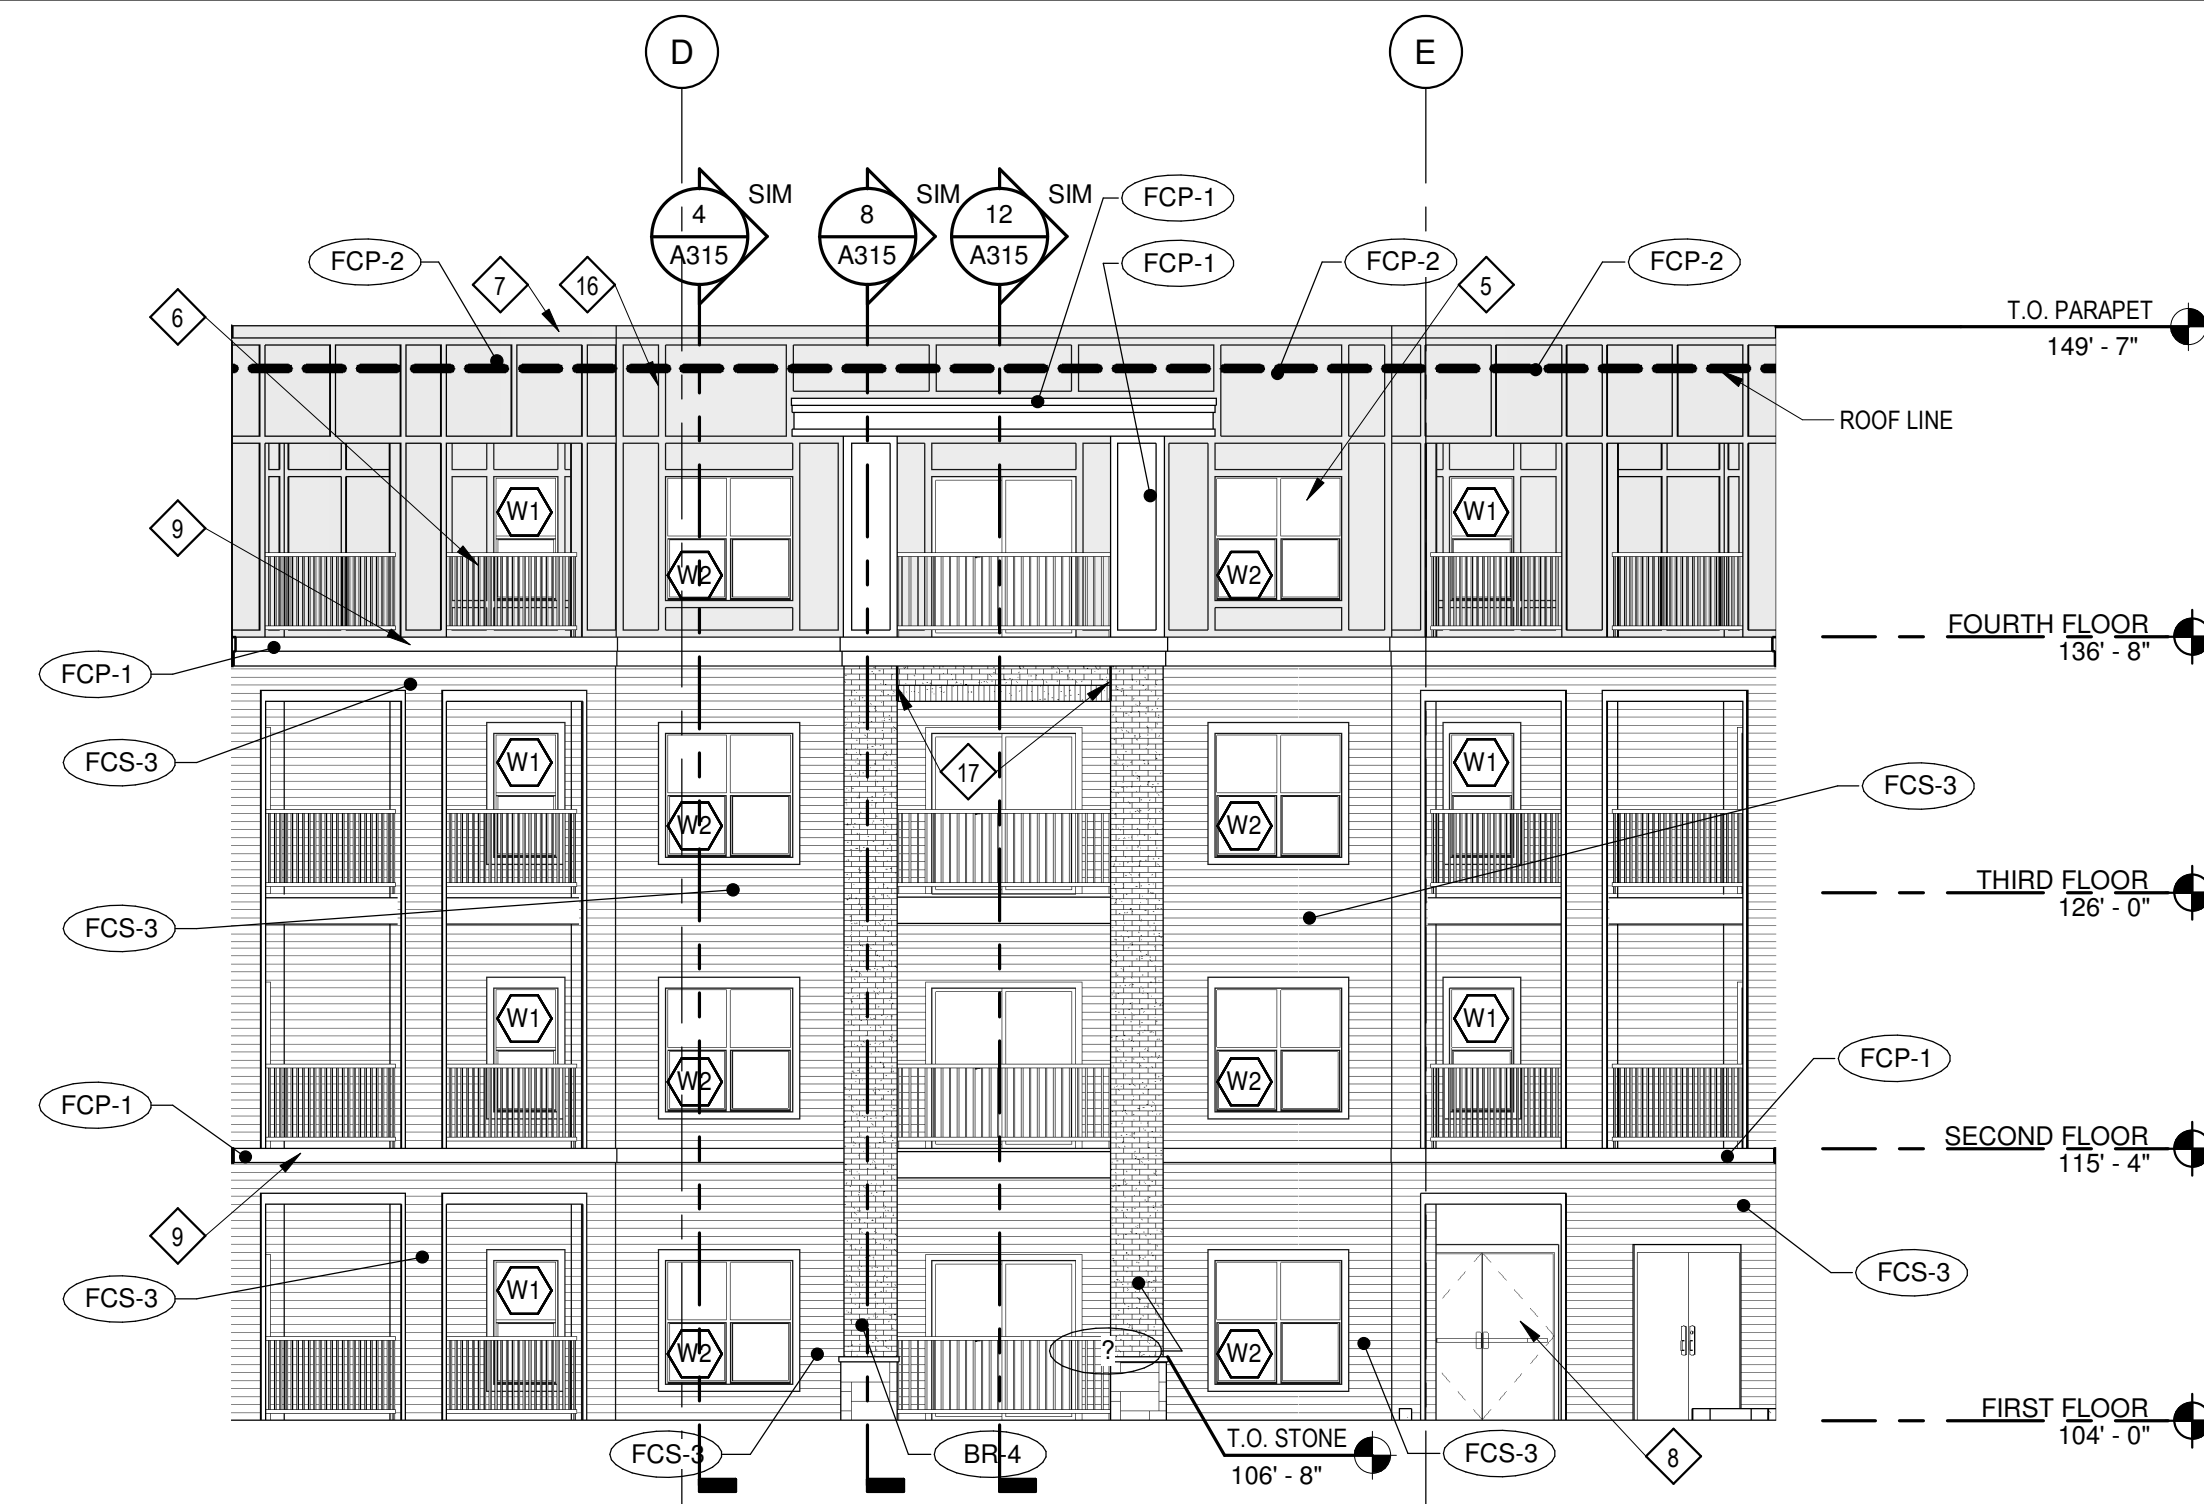 D
E
4
A315
SIM
8
A315
SIM
12
A315
SIM
FCP-1
FCP-1
FCP-2
7
16
FCP-2
5
FCP-2
6
T.O. PARAPET
149' - 7"
ROOF LINE
9
W1
W2
W2
W1
FOURTH FLOOR
136' - 8"
FCP-1
FCS-3
W1
W2
17
W2
W1
FCS-3
THIRD FLOOR
126' - 0"
FCS-3
W1
W2
W2
W1
FCP-1
FCP-1
SECOND FLOOR
115' - 4"
9
FCS-3
FCS-3
W1
W2
?
W2
FIRST FLOOR
104' - 0"
FCS-3
BR-4
T.O. STONE
106' - 8"
FCS-3
8